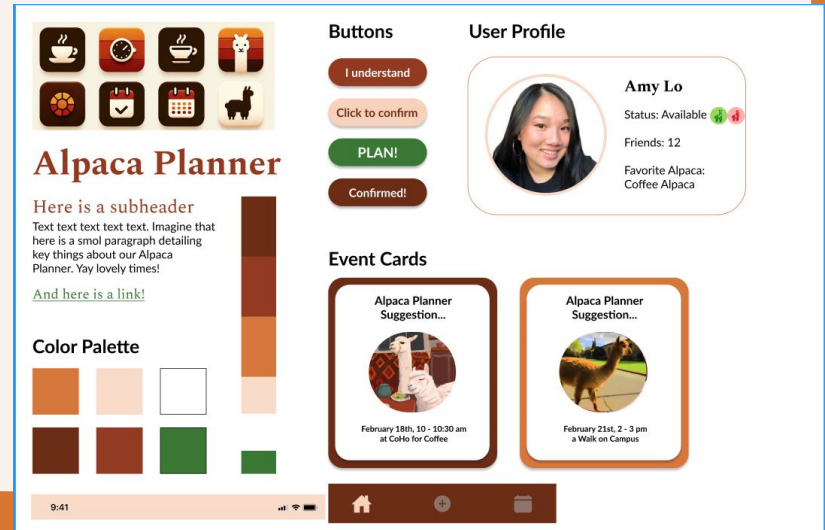 Alpaca Planner
Here is a subheader
Text text text text text. Imagine that
here is a smol paragraph detailing
key things about our Alpaca
Planner. Yay lovely times!
And here is a link!
Color Palette
9:41
Buttons
I understand
Click to confirm
PLAN!
Confirmed!
User Profile
Amy Lo
Status: Available
Friends: 12
Favorite Alpaca:
Coffee Alpaca
Event Cards
Alpaca Planner
Suggestion...
February 18th, 10 - 10:30 am
at CoHo for Coffee
Alpaca Planner
Suggestion...
February 21st, 2 - 3 pm
a Walk on Campus